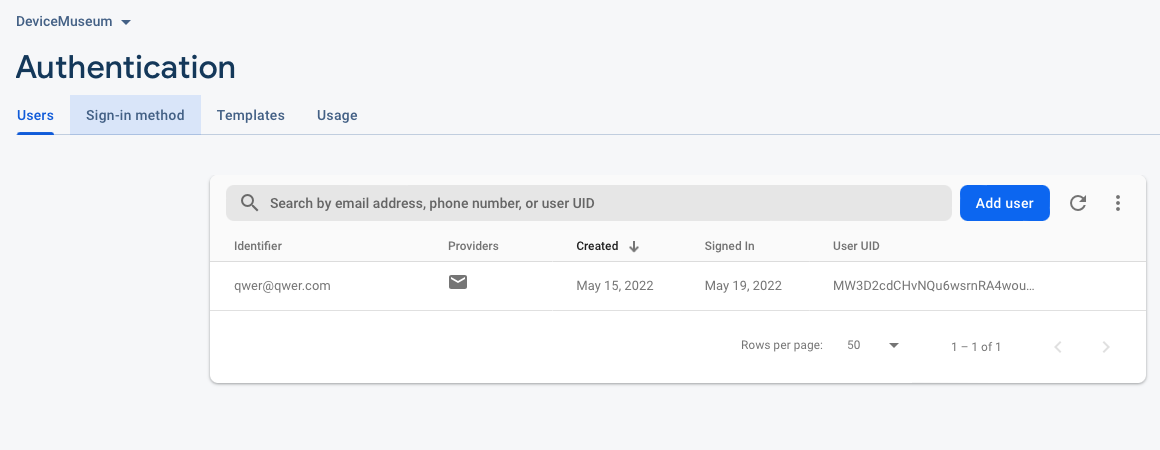 DeviceMuseum
Authentication
Users Sign-in method Templates Usage
Search by email address, phone number, or user UID Add user
Identifier Providers Created Signed In User UID
qwer@qwer.com May 15, 2022 May 19, 2022 MW3D2cdCHvNQu6wsrnRA4wou...
Rows per page: 50 1 – 1 of 1